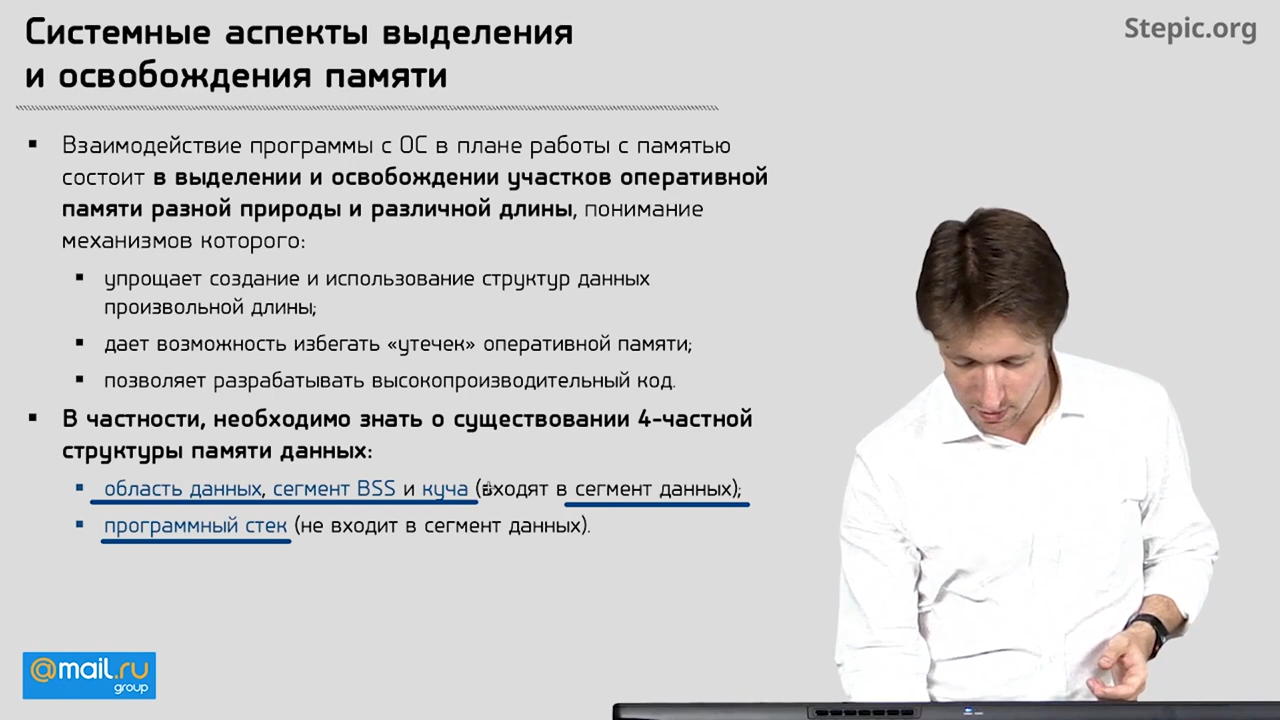 Системные аспекты выделения
и освобождения памяти
Stepic.org
▪ Взаимодействие программы с ОС в плане работы с памятью
состоит в выделении и освобождении участков оперативной
памяти разной природы и различной длины, понимание
механизмов которого:
▪ упрощает создание и использование структур данных
произвольной длины;
▪ дает возможность избегать «утечек» оперативной памяти;
▪ позволяет разрабатывать высокопроизводительный код.
▪ В частности, необходимо знать о существовании 4-частной
структуры памяти данных:
▪ область данных, сегмент BSS и куча (входят в сегмент данных);
▪ программный стек (не входит в сегмент данных).
@mail.ru
group